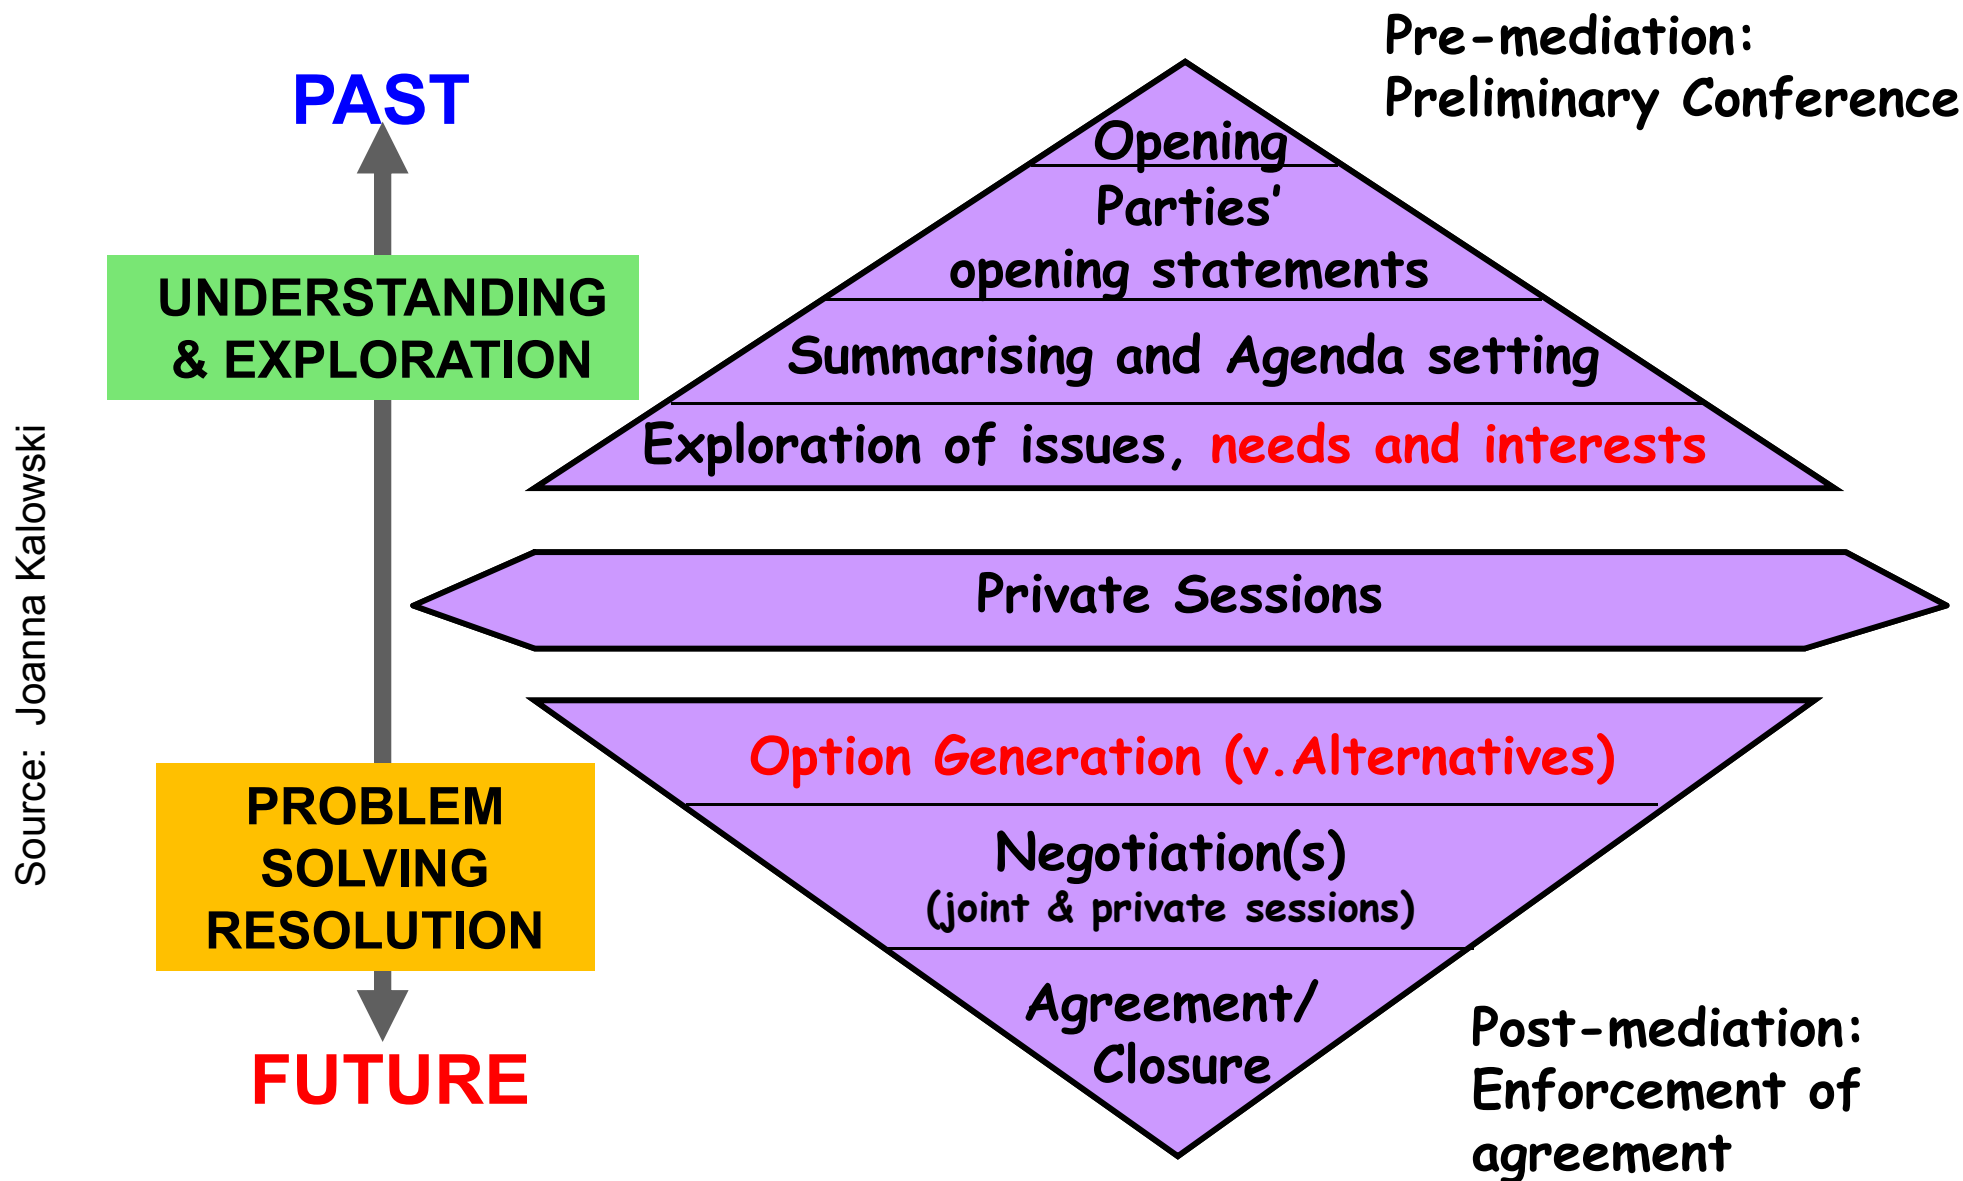 Pre-mediation:
Preliminary Conference
PAST
Opening
Parties’
opening statements
UNDERSTANDING
& EXPLORATION
Summarising and Agenda setting
Exploration of issues, needs and interests
Source: Joanna Kalowski
Private Sessions
Option Generation (v.Alternatives)
PROBLEM
SOLVING
RESOLUTION
Negotiation(s)
(joint & private sessions)
Agreement/
Closure
FUTURE
Post-mediation:
Enforcement of
agreement